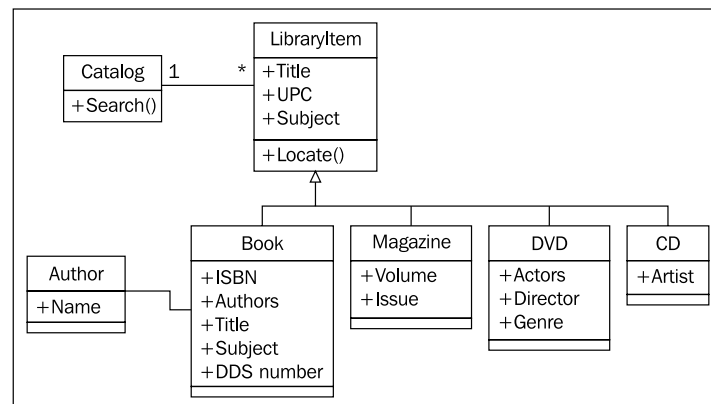 LibraryItem
+Title
+UPC
+Subject
+Locate()
Catalog
+Search()
1
*
Book
+ISBN
+Authors
+Title
+Subject
+DDS number
Magazine
+Volume
+Issue
DVD
+Actors
+Director
+Genre
CD
+Artist
Author
+Name